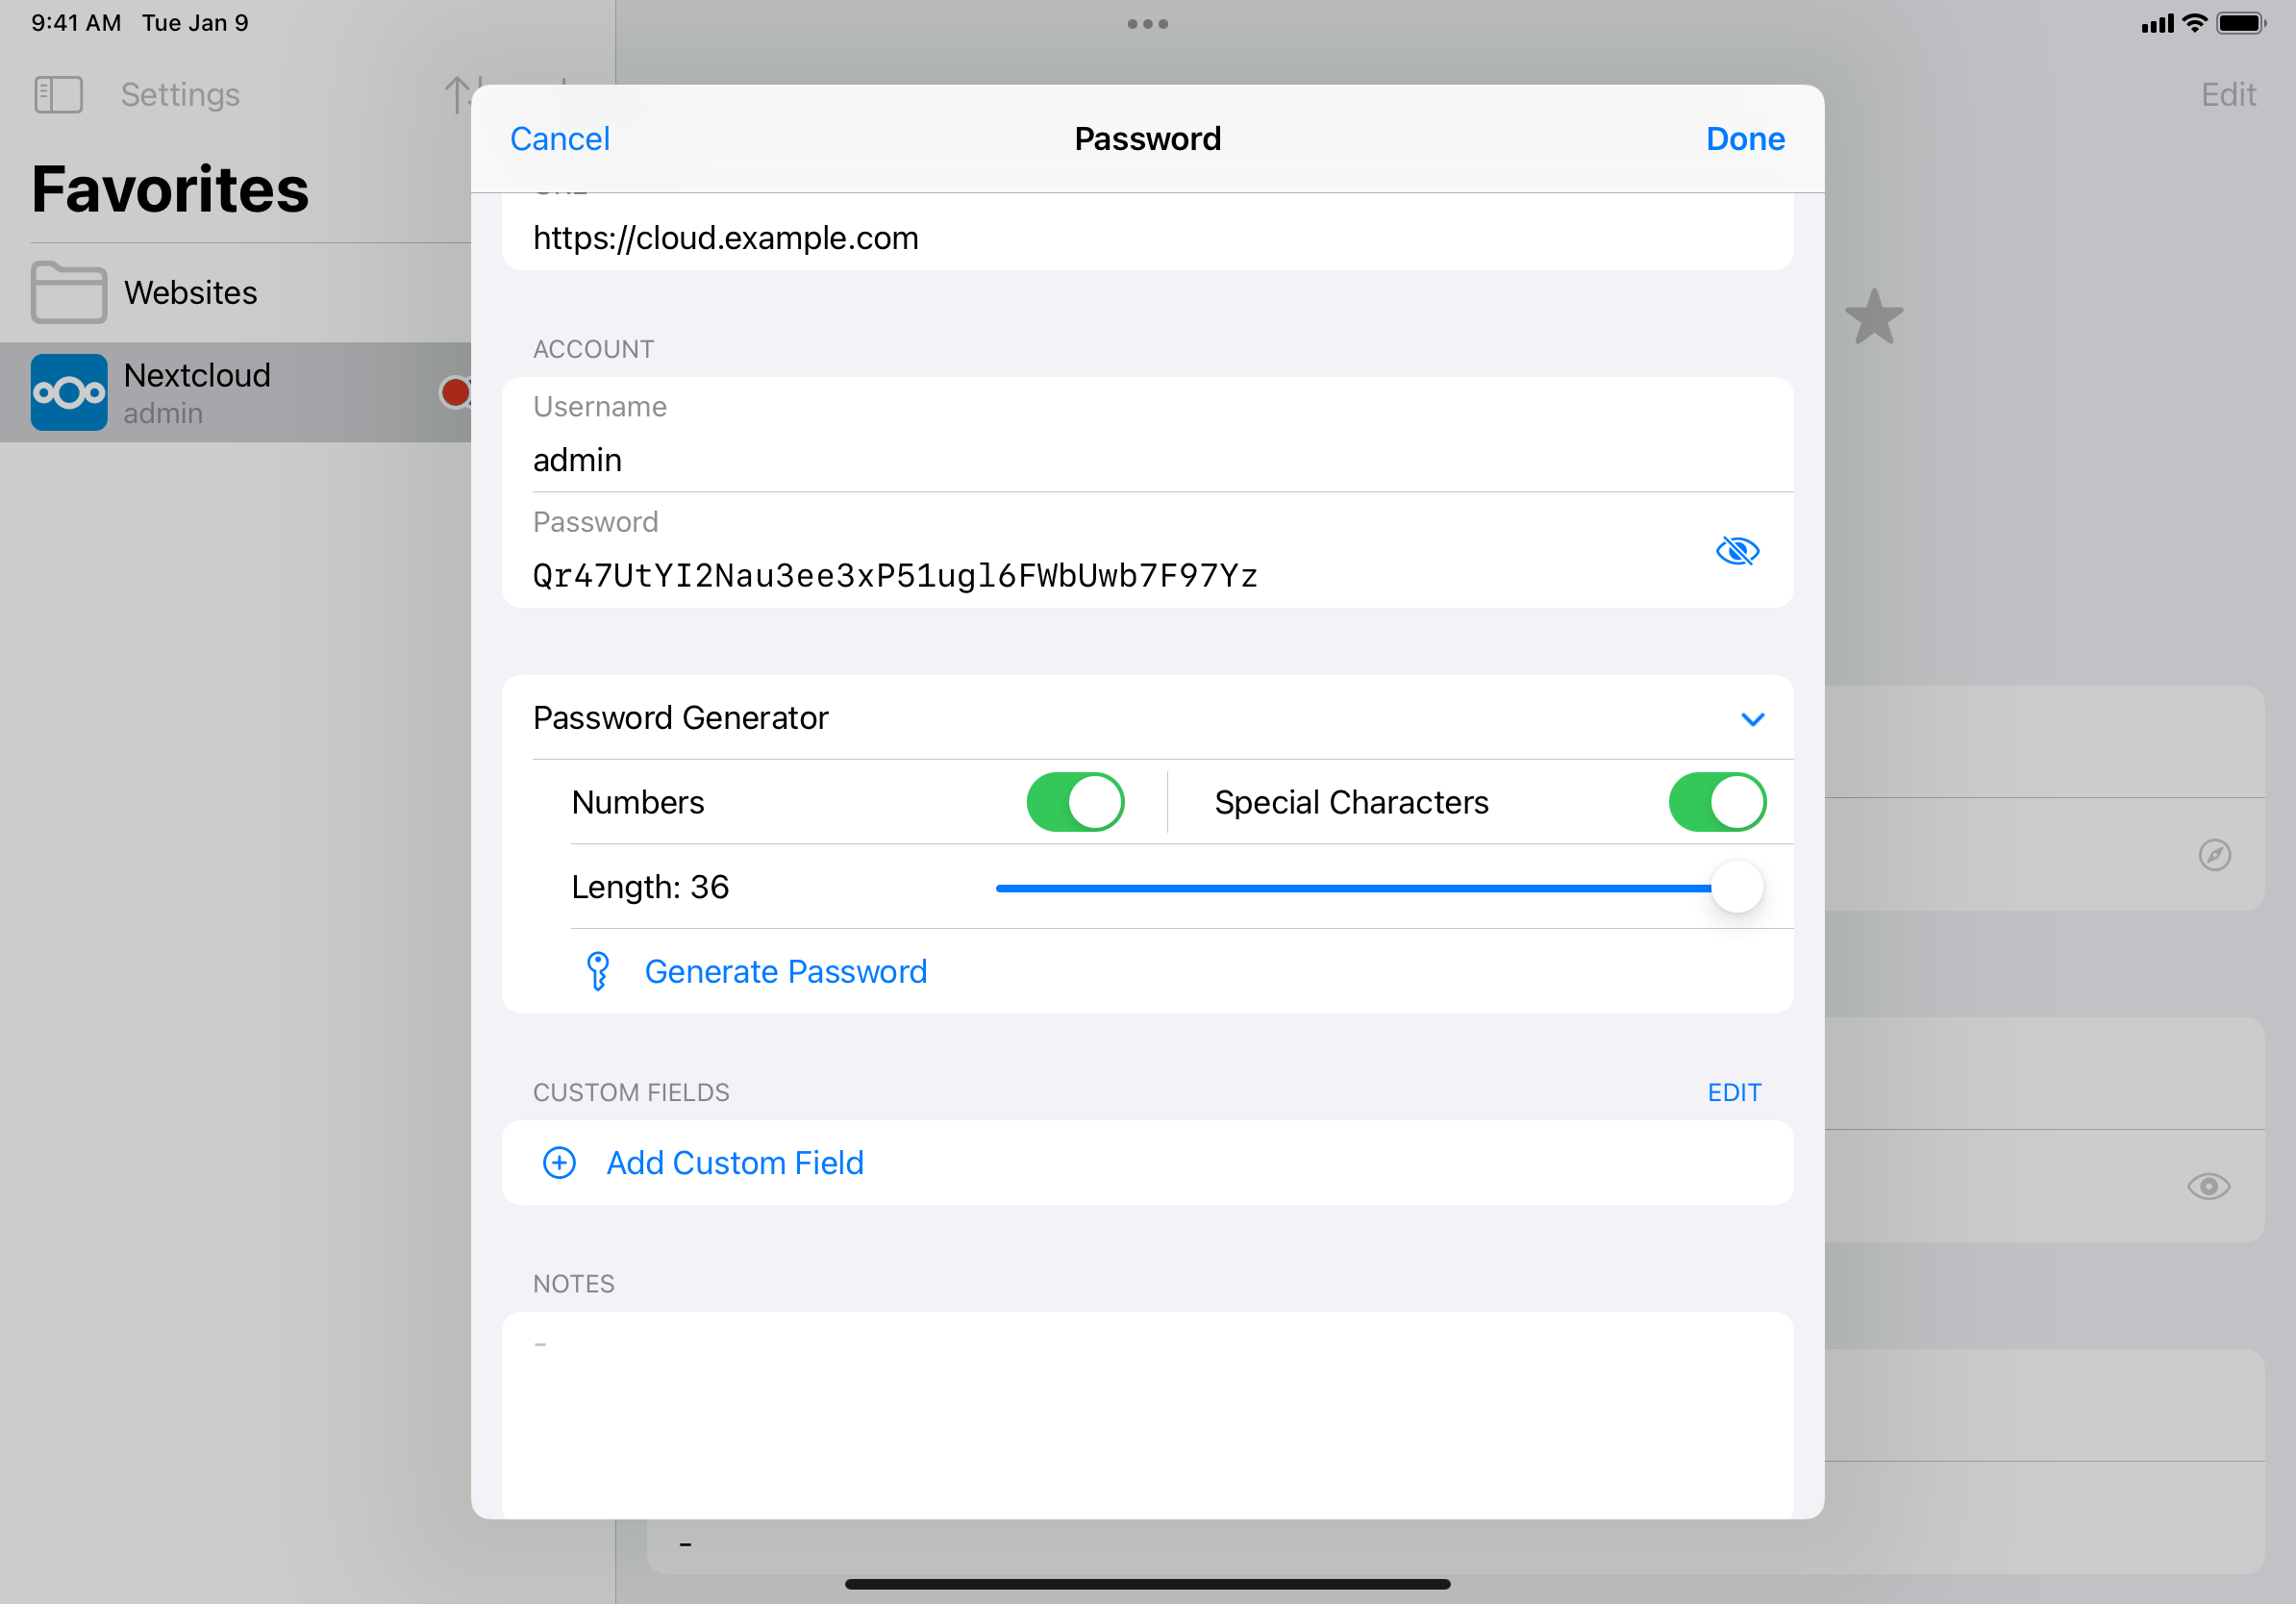 9:41 AM Tue Jan 9
Settings
Edit
Favorites
Websites
Nextcloud
admin
Cancel
Password
Done
https://cloud.example.com
ACCOUNT
Username
admin
Password
Qr47UtYI2Nau3ee3xP51ugl6FWbUwb7F97Yz
Password Generator
Numbers
Special Characters
Length: 36
Generate Password
CUSTOM FIELDS
EDIT
Add Custom Field
NOTES
-
-